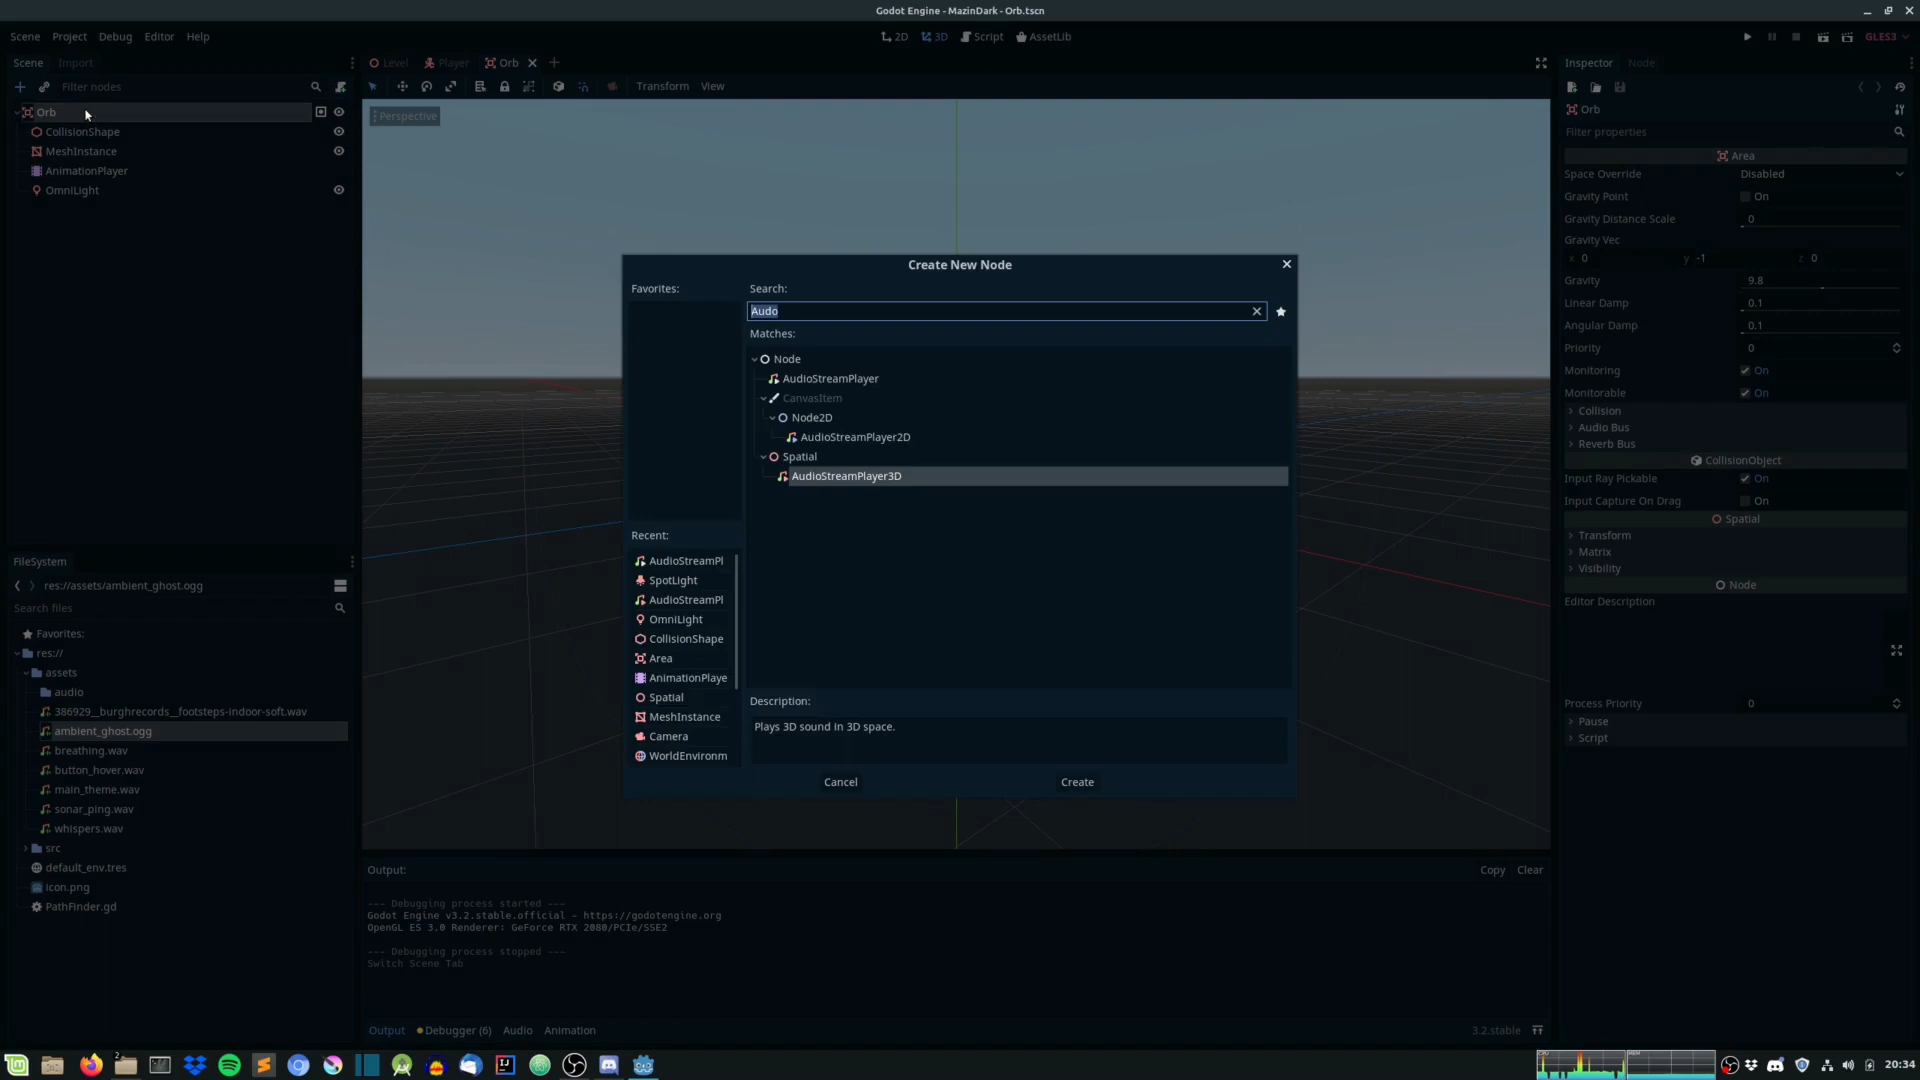 Godot Engine - MazinDark - Orb.tscn
Scene Project Debug Editor Help
2D 3D Script AssetLib
GLES3
Scene Import
Filter nodes
Orb
CollisionShape
MeshInstance
AnimationPlayer
OmniLight
FileSystem
res://assets/ambient_ghost.ogg
Search files
Favorites:
res://
assets
audio
386929__burghrecords__footsteps-indoor-soft.wav
ambient_ghost.ogg
breathing.wav
button_hover.wav
main_theme.wav
sonar_ping.wav
whispers.wav
src
default_env.tres
icon.png
PathFinder.gd
Level Player Orb
Transform View
Perspective
Create New Node
Favorites:
Search:
Audo
Matches:
Node
AudioStreamPlayer
CanvasItem
Node2D
AudioStreamPlayer2D
Spatial
AudioStreamPlayer3D
Recent:
AudioStreamPl
SpotLight
AudioStreamPl
OmniLight
CollisionShape
Area
AnimationPlaye
Spatial
MeshInstance
Camera
WorldEnvironm
Description:
Plays 3D sound in 3D space.
Cancel Create
Output:
Copy Clear
--- Debugging process started ---
Godot Engine v3.2.stable.official - https://godotengine.org
OpenGL ES 3.0 Renderer: GeForce RTX 2080/PCIe/SSE2
--- Debugging process stopped ---
Switch Scene Tab
Output Debugger (6) Audio Animation
3.2.stable
Inspector Node
Orb
Filter properties
Area
Space Override Disabled
Gravity Point On
Gravity Distance Scale 0
Gravity Vec
x 0 y -1 z 0
Gravity 9.8
Linear Damp 0.1
Angular Damp 0.1
Priority 0
Monitoring On
Monitorable On
Collision
Audio Bus
Reverb Bus
CollisionObject
Input Ray Pickable On
Input Capture On Drag On
Spatial
Transform
Matrix
Visibility
Node
Editor Description
Process Priority 0
Pause
Script
2
CPU
MEM
20:34